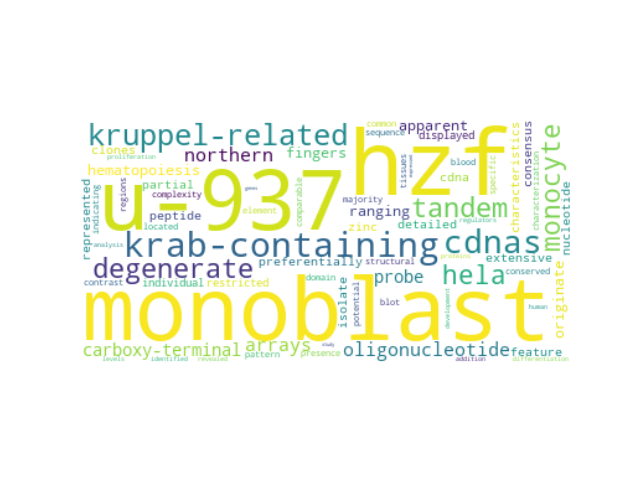 common
apparent
sequence
displayed
kruppel-related
hzf
clones
proliferation
northern
fingers
hematopoiesis
u-937
partial
regions
complexity
genes
peptide
element
comparable
majority
ranging
zinc
cdna
tissues
expressed
blood
specific
characteristics
consensus
characterization
monocyte
nucleotide
tandem
detailed
regulators
represented
indicating
located
analysis
krab-containing
cdnas
preferentially
structural
proteins
extensive
degenerate
domain
probe
hela
conserved
contrast
individual
restricted
isolate
potential
blot
development
human
originate
monoblast
carboxy-terminal
arrays
oligonucleotide
feature
levels
identified
revealed
pattern
presence
study
addition
differentiation